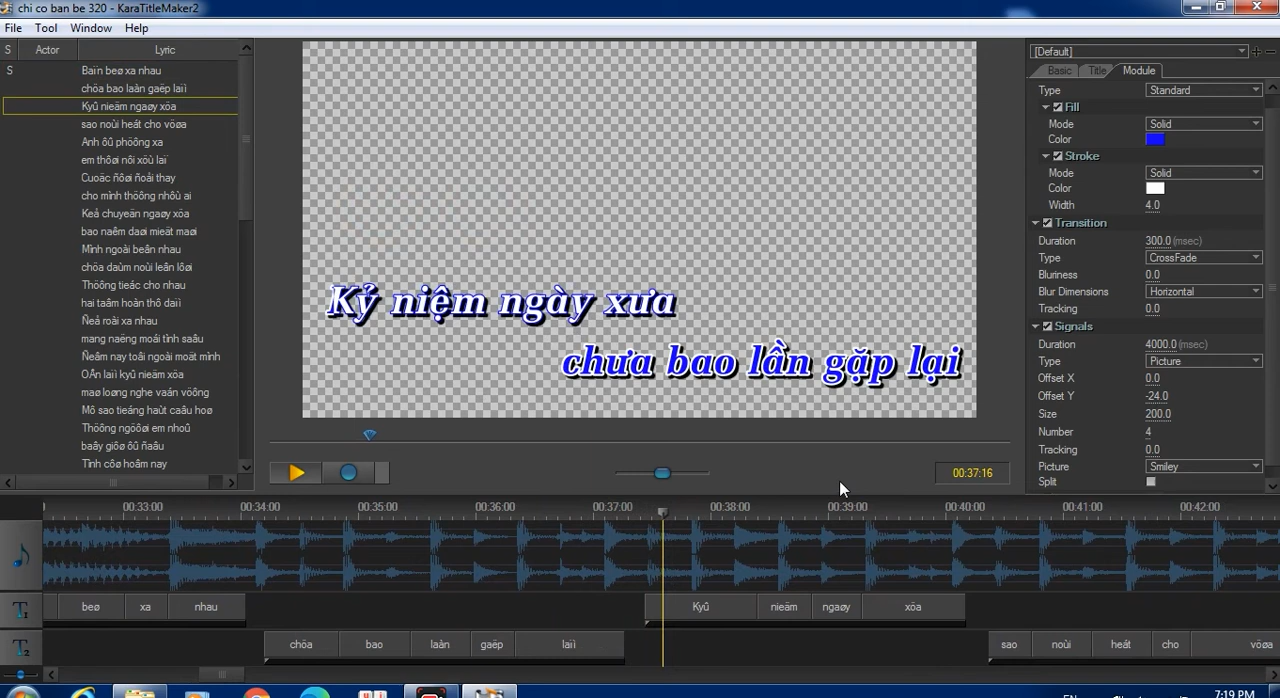 chi co ban be 320 - KaraTitleMaker2
File Tool Window Help
S Actor Lyric
S Baïn beø xa nhau
chöa bao laàn gaëp laïi
Kyû nieäm ngaøy xöa
sao noûi heát cho vöøa
Anh ôû phöông xa
em thôøi nôi xöù laï
Cuoäc ñôøi ñoåi thay
cho mình thöông nhôù ai
Keå chuyeän ngaøy xöa
bao naêm daøi mieät maøi
Mình ngoài beân nhau
chöa daùm noùi leân lôøi
Thôøng tieác cho nhau
hai taâm hoàn thô daïi
Ñeå roài xa nhau
mang naëng moái tình saàu
Ñeâm nay toâi ngoài moät mình
OÂn laïi kyû nieäm xöa
maø loøng nghe vaán vöông
Moâ sao tieáng haùt caâu hoø
Thöông ngöôøi em nhoû
baây giôø ôû ñaâu
Tình côø hoâm nay
Kỷ niệm ngày xưa
chưa bao lần gặp lại
00:37:16
[Default]
Basic Title Module
Type Standard
Fill
Mode Solid
Color
Stroke
Mode Solid
Color
Width 4.0
Transition
Duration 300.0 (msec)
Type CrossFade
Bluriness 0.0
Blur Dimensions Horizontal
Tracking 0.0
Signals
Duration 4000.0 (msec)
Type Picture
Offset X 0.0
Offset Y -24.0
Size 200.0
Number 4
Tracking 0.0
Picture Smiley
Split
00:33:00 00:34:00 00:35:00 00:36:00 00:37:00 00:38:00 00:39:00 00:40:00 00:41:00 00:42:00
T1 beø xa nhau Kyû nieäm ngaøy xöa
T2 chöa bao laàn gaëp laïi sao noùi heát cho vöøa
7:19 PM